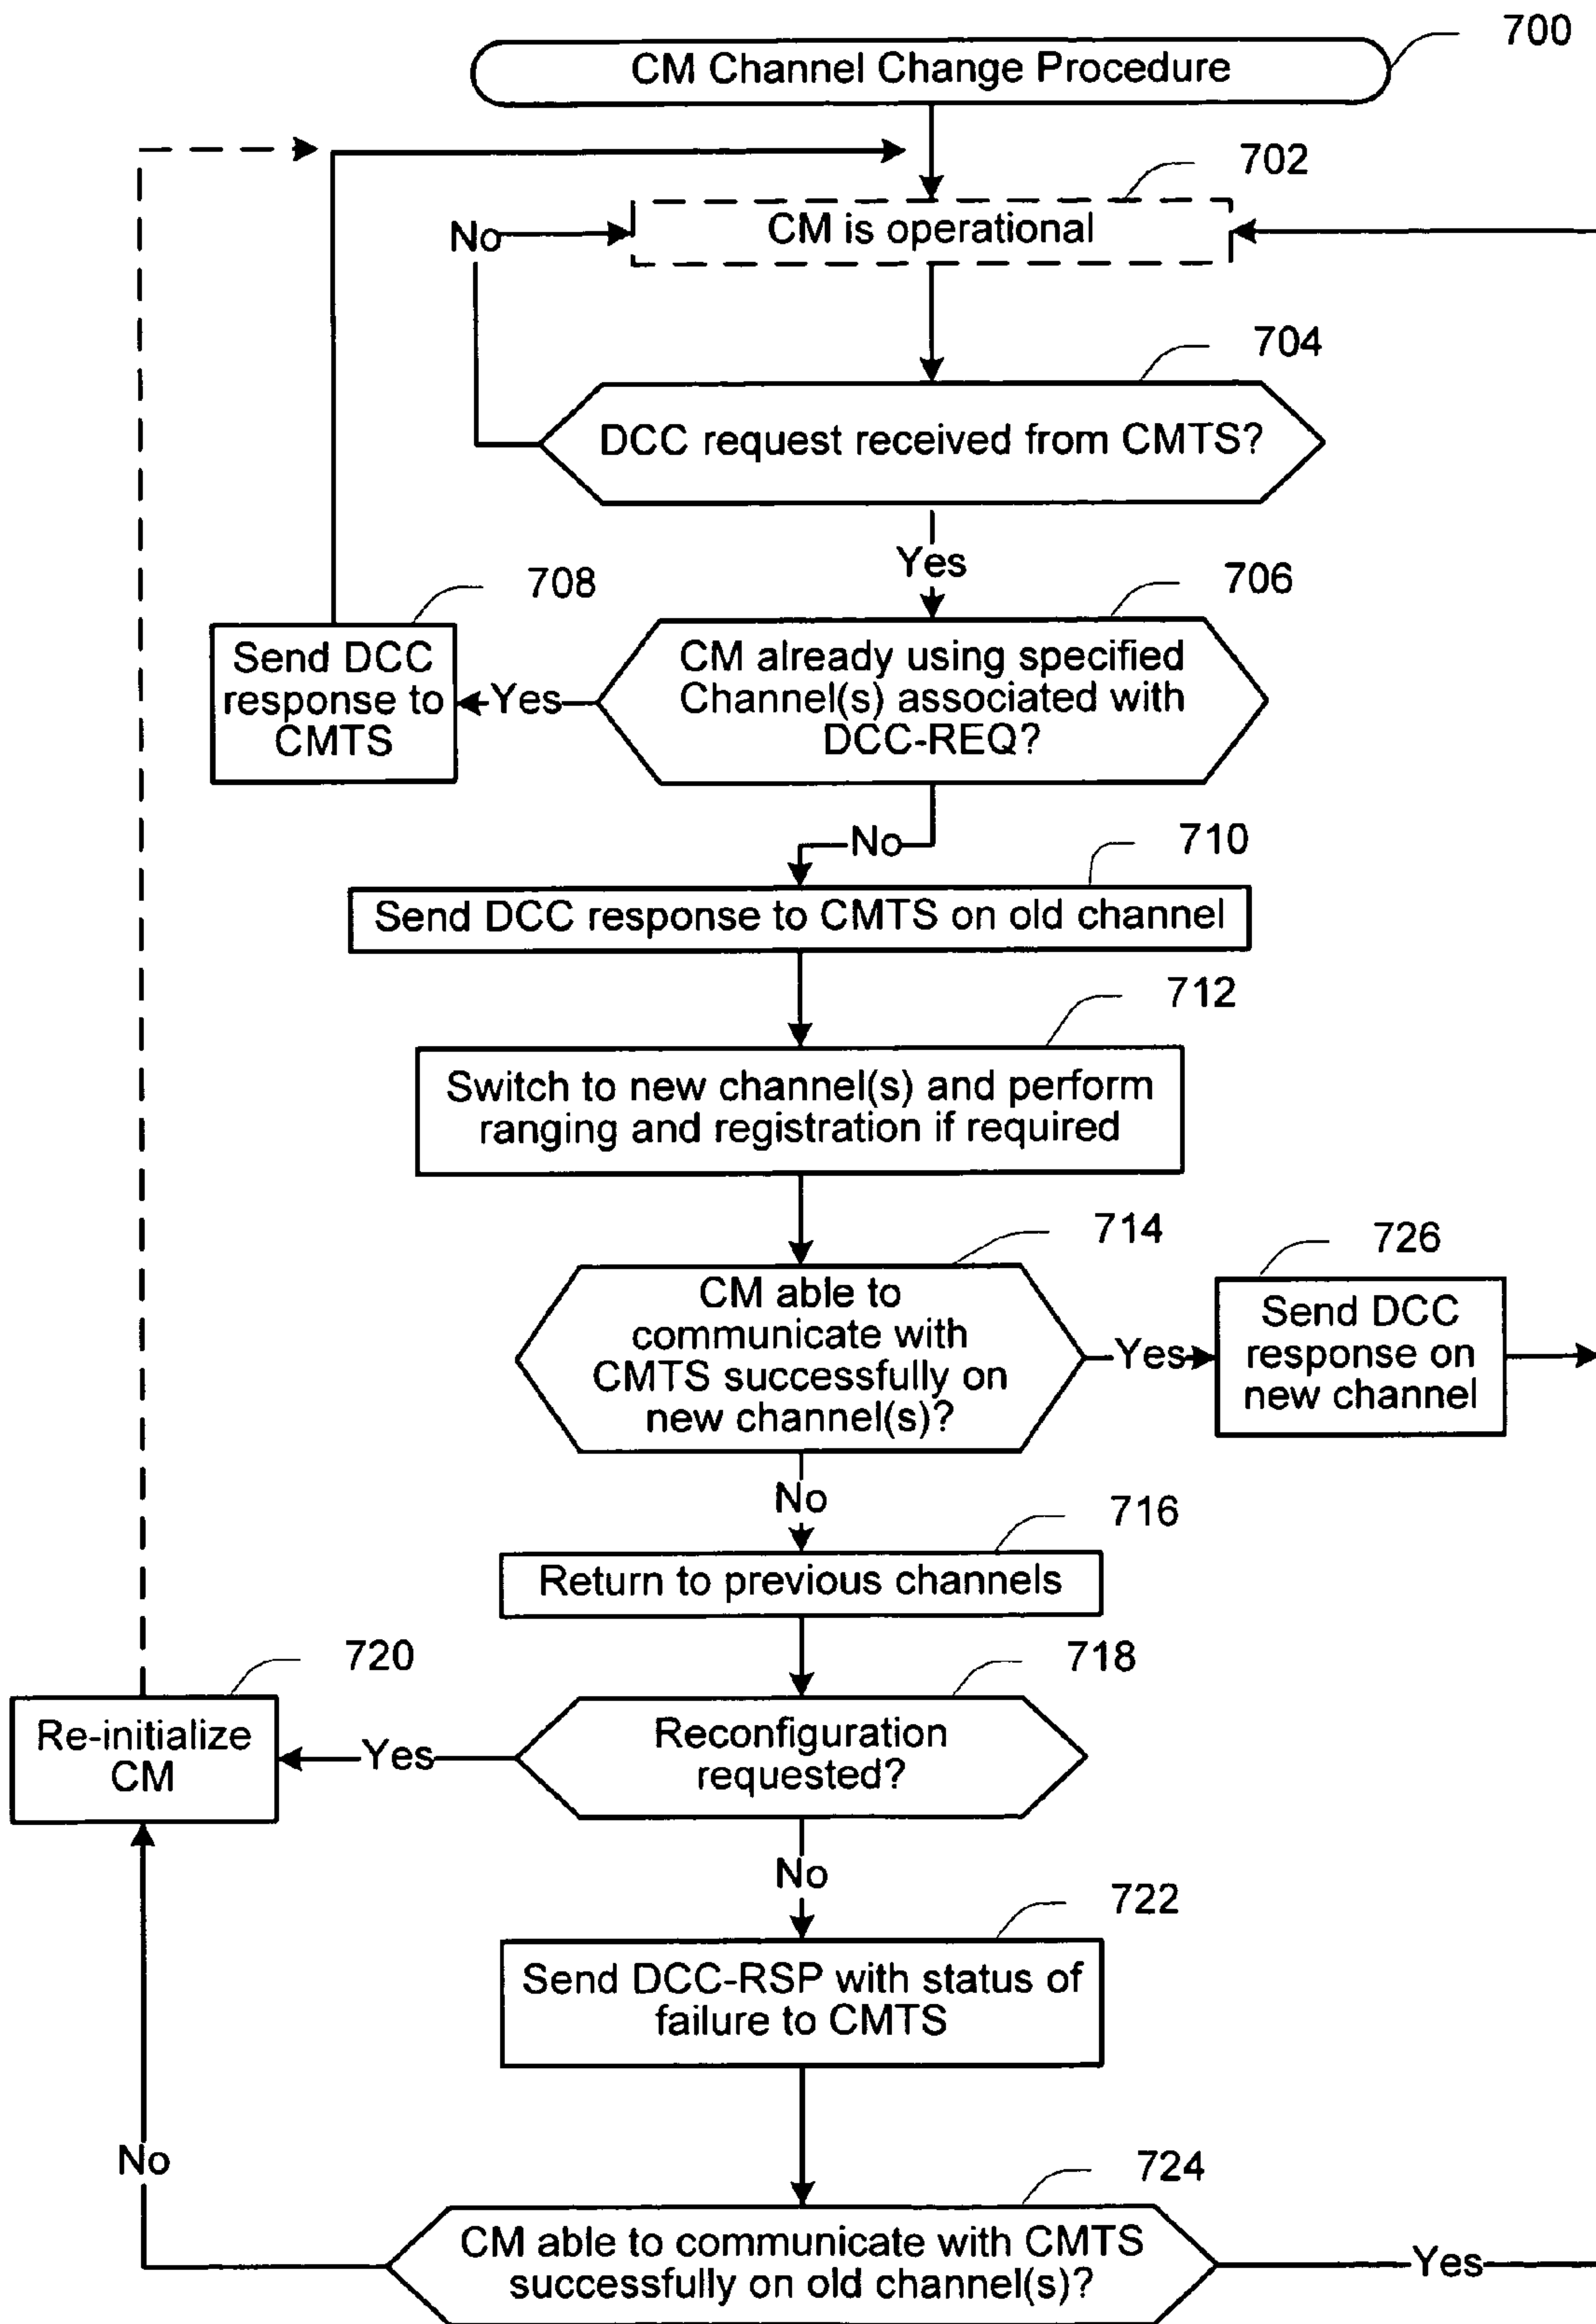 700
CM Channel Change Procedure
702
CM is operational
No
704
DCC request received from CMTS?
Yes
706
708
CM already using specified
Channel(s) associated with
DCC-REQ?
Yes
Send DCC
response to
CMTS
No
710
Send DCC response to CMTS on old channel
712
Switch to new channel(s) and perform
ranging and registration if required
714
CM able to
communicate with
CMTS successfully on
new channel(s)?
Yes
726
Send DCC
response on
new channel
No
716
Return to previous channels
718
Reconfiguration
requested?
Yes
720
Re-initialize
CM
No
722
Send DCC-RSP with status of
failure to CMTS
No
724
CM able to communicate with CMTS
successfully on old channel(s)?
Yes